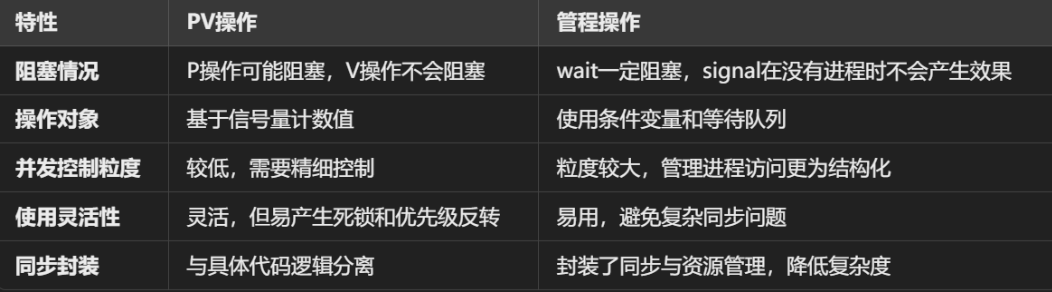 特性 PV操作 管程操作
阻塞情况 P操作可能阻塞，V操作不会阻塞 wait一定阻塞，signal在没有进程时不会产生效果
操作对象 基于信号量计数值 使用条件变量和等待队列
并发控制粒度 较低，需要精细控制 粒度较大，管理进程访问更为结构化
使用灵活性 灵活，但易产生死锁和优先级反转 易用，避免复杂同步问题
同步封装 与具体代码逻辑分离 封装了同步与资源管理，降低复杂度